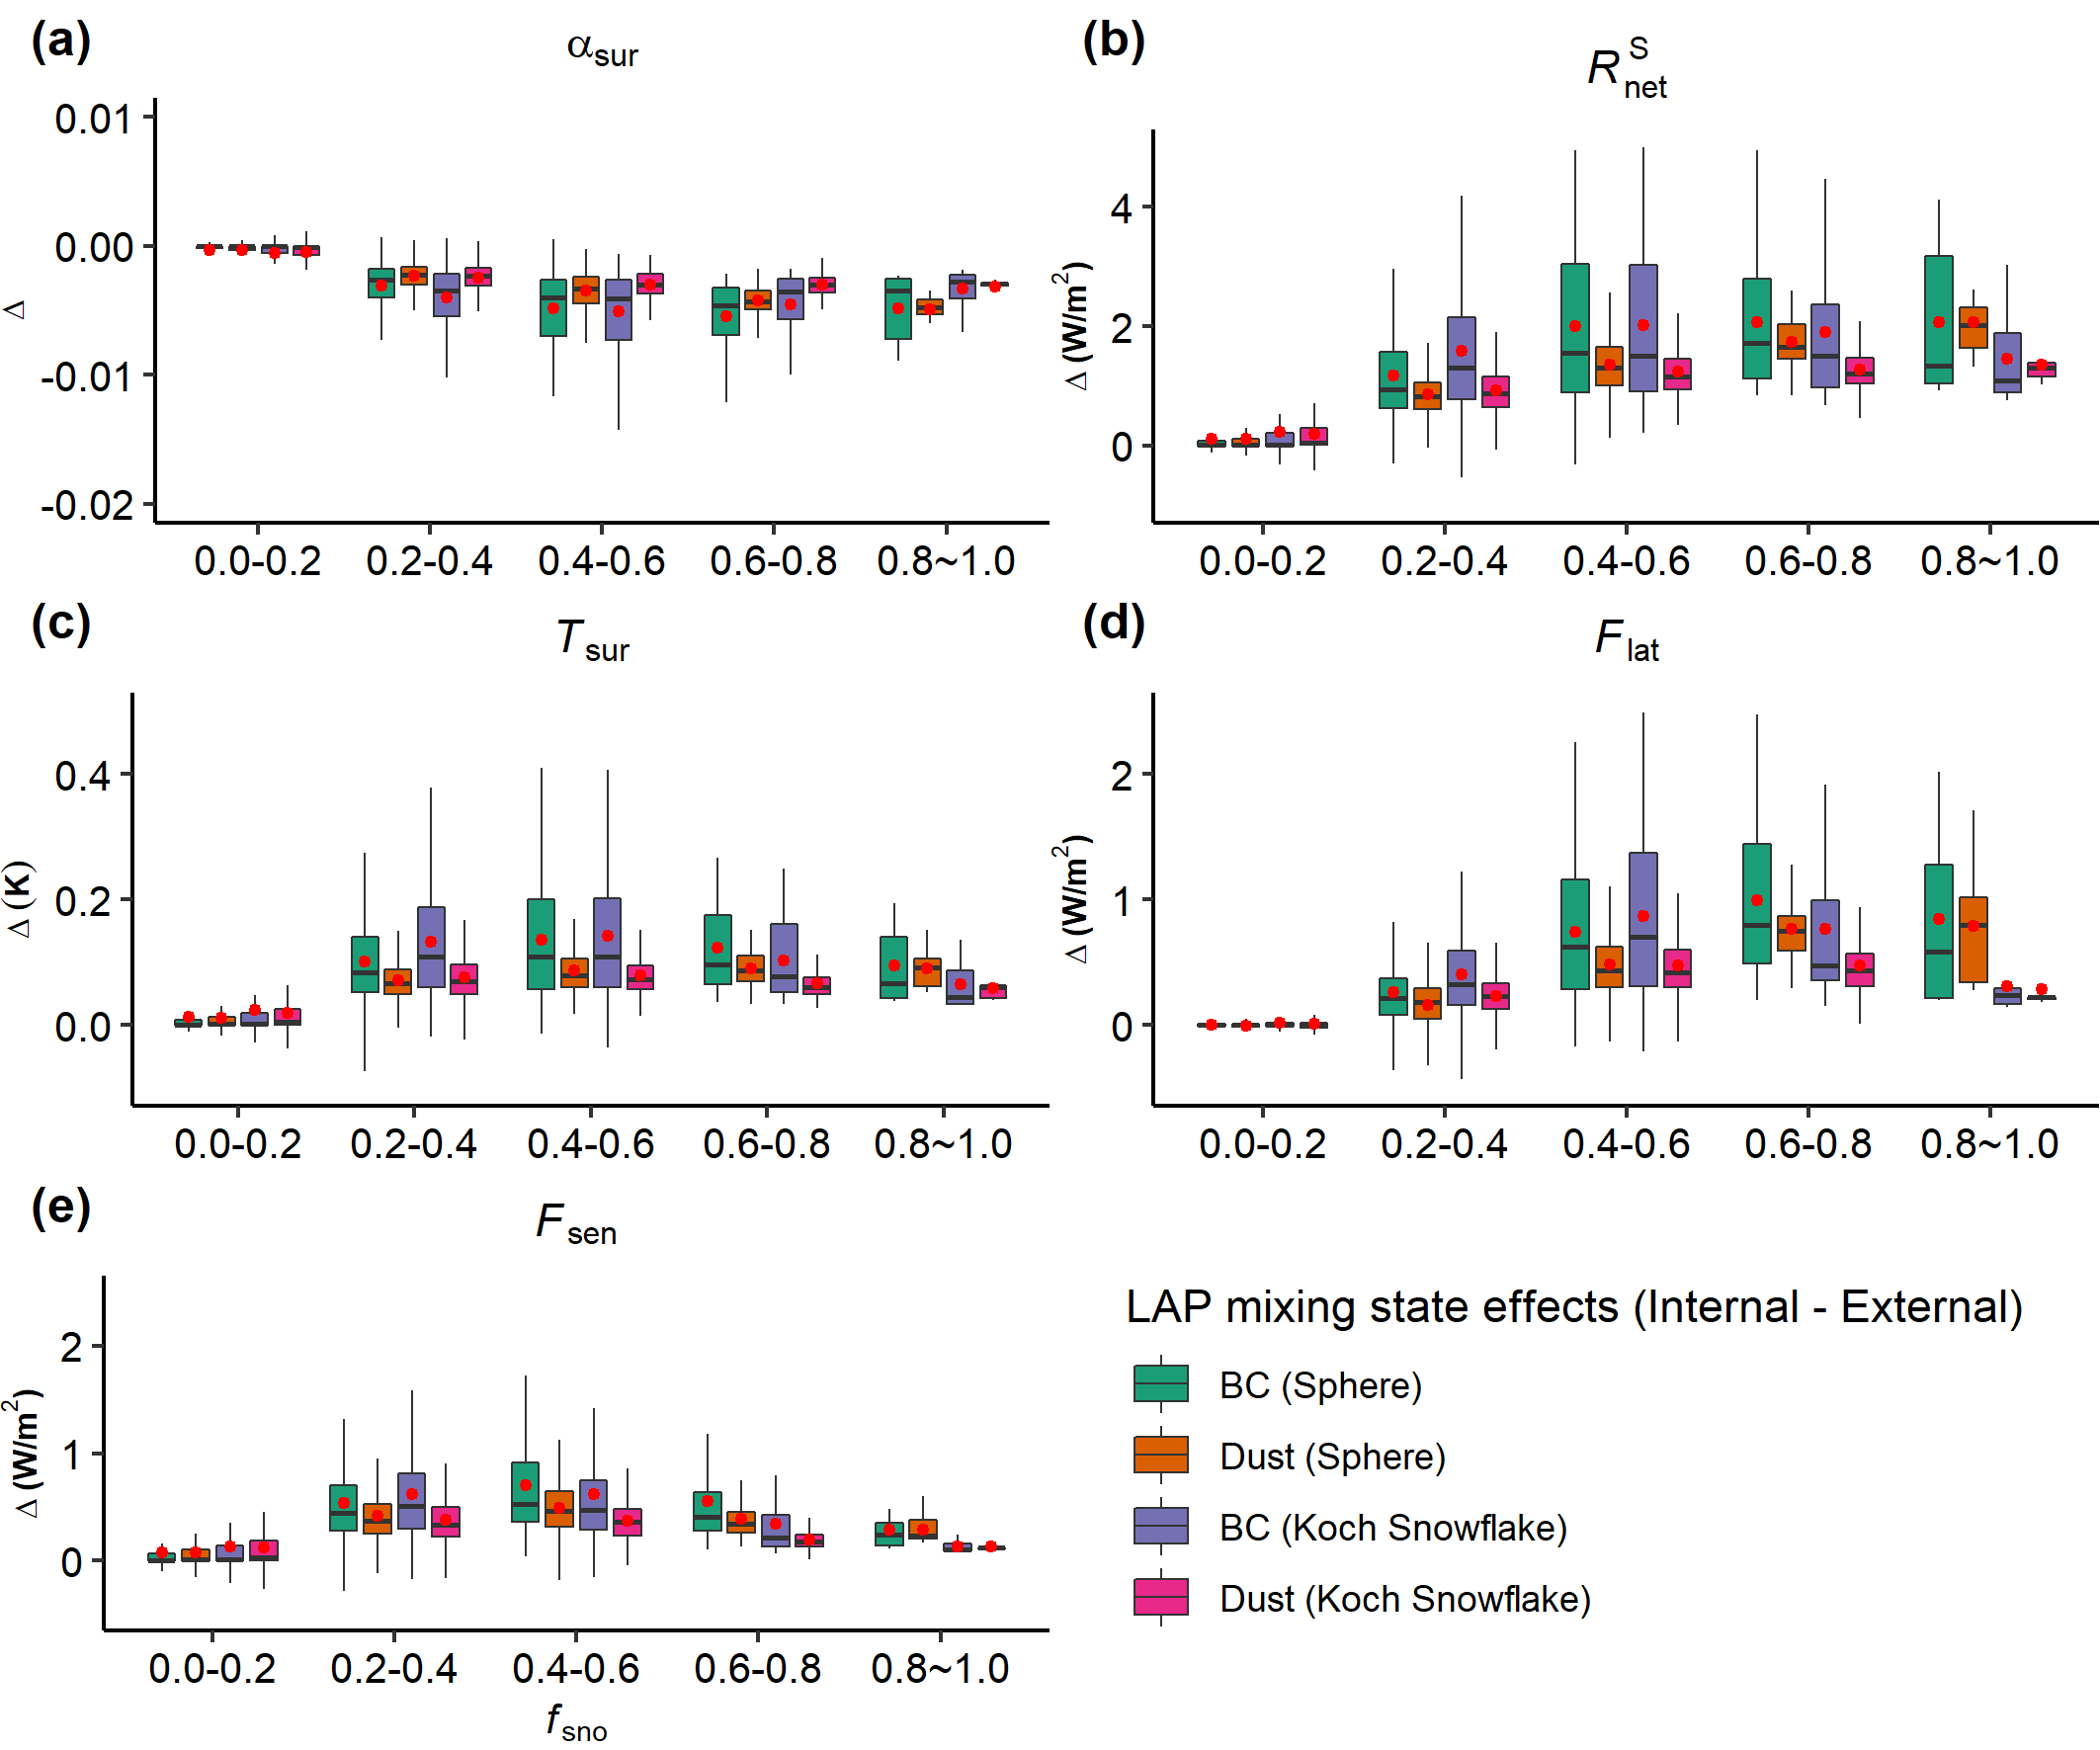 (a)
αsur
0.01
0.00
-0.01
-0.02
Δ
0.0-0.2 0.2-0.4 0.4-0.6 0.6-0.8 0.8~1.0
(b)
R S net
4
2
0
Δ (W/m2)
0.0-0.2 0.2-0.4 0.4-0.6 0.6-0.8 0.8~1.0
(c)
Tsur
0.4
0.2
0.0
Δ (K)
0.0-0.2 0.2-0.4 0.4-0.6 0.6-0.8 0.8~1.0
(d)
Flat
2
1
0
Δ (W/m2)
0.0-0.2 0.2-0.4 0.4-0.6 0.6-0.8 0.8~1.0
(e)
Fsen
2
1
0
Δ (W/m2)
0.0-0.2 0.2-0.4 0.4-0.6 0.6-0.8 0.8~1.0
fsno
LAP mixing state effects (Internal - External)
BC (Sphere)
Dust (Sphere)
BC (Koch Snowflake)
Dust (Koch Snowflake)